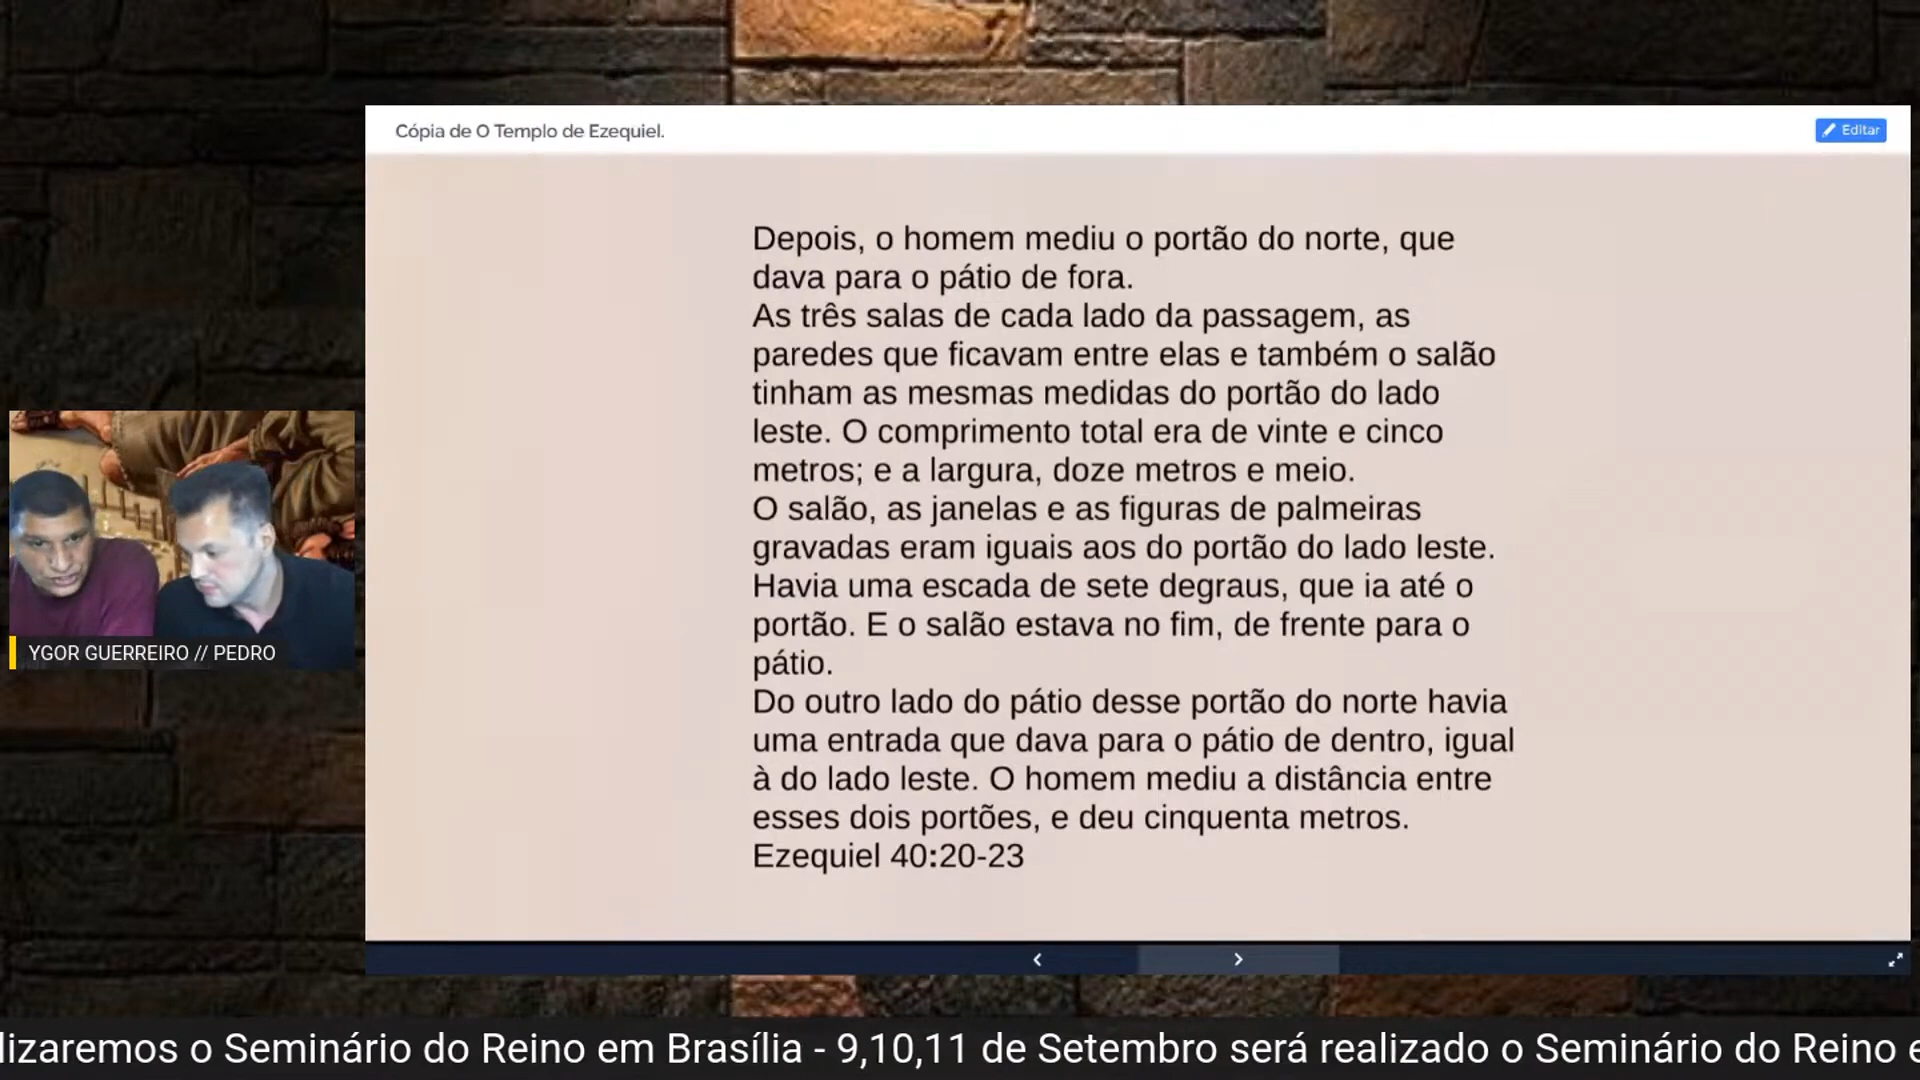 Cópia de O Templo de Ezequiel.
Editar
Depois, o homem mediu o portão do norte, que
dava para o pátio de fora.
As três salas de cada lado da passagem, as
paredes que ficavam entre elas e também o salão
tinham as mesmas medidas do portão do lado
leste. O comprimento total era de vinte e cinco
metros; e a largura, doze metros e meio.
O salão, as janelas e as figuras de palmeiras
gravadas eram iguais aos do portão do lado leste.
Havia uma escada de sete degraus, que ia até o
portão. E o salão estava no fim, de frente para o
pátio.
Do outro lado do pátio desse portão do norte havia
uma entrada que dava para o pátio de dentro, igual
à do lado leste. O homem mediu a distância entre
esses dois portões, e deu cinquenta metros.
Ezequiel 40:20-23
YGOR GUERREIRO // PEDRO
lizaremos o Seminário do Reino em Brasília - 9,10,11 de Setembro será realizado o Seminário do Reino e